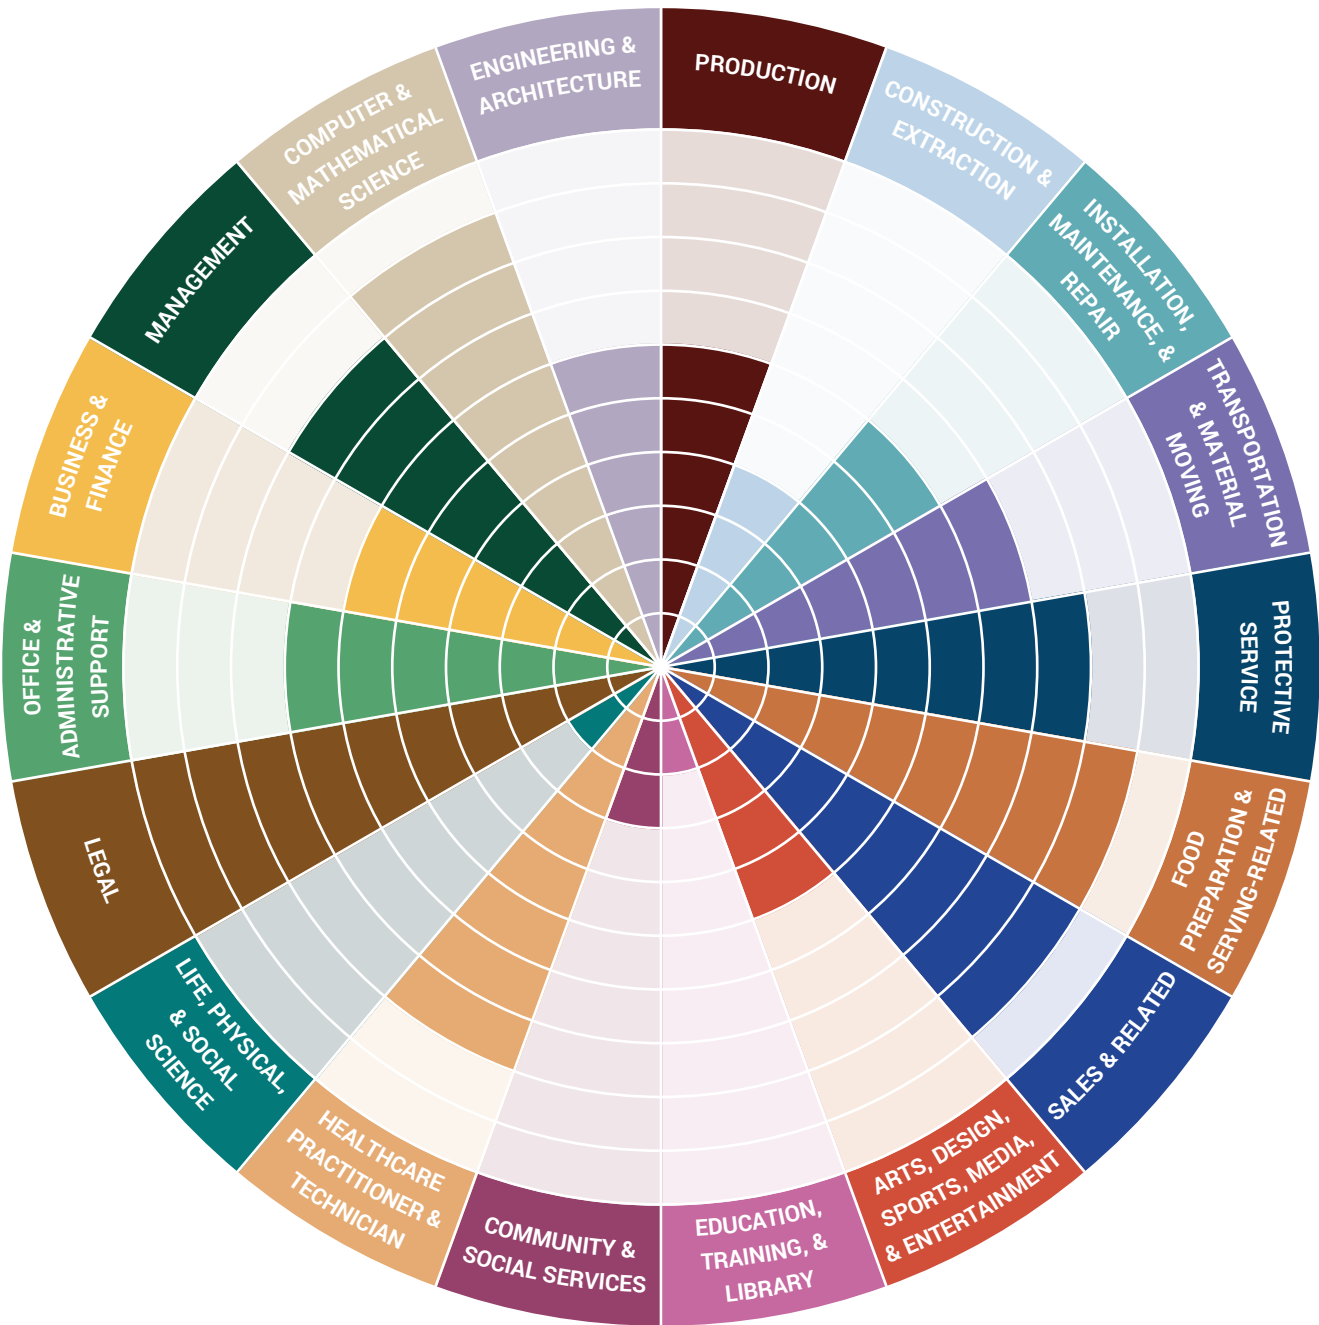 PRODUCTION
CONSTRUCTION &
EXTRACTION
INSTALLATION,
MAINTENANCE, &
REPAIR
TRANSPORTATION
& MATERIAL
MOVING
PROTECTIVE
SERVICE
FOOD
PREPARATION &
SERVING-RELATED
SALES & RELATED
ARTS, DESIGN,
SPORTS, MEDIA,
& ENTERTAINMENT
EDUCATION,
TRAINING, &
LIBRARY
COMMUNITY &
SOCIAL SERVICES
HEALTHCARE
PRACTITIONER &
TECHNICIAN
LIFE, PHYSICAL,
& SOCIAL
SCIENCE
LEGAL
OFFICE &
ADMINISTRATIVE
SUPPORT
BUSINESS &
FINANCE
MANAGEMENT
COMPUTER &
MATHEMATICAL
SCIENCE
ENGINEERING &
ARCHITECTURE